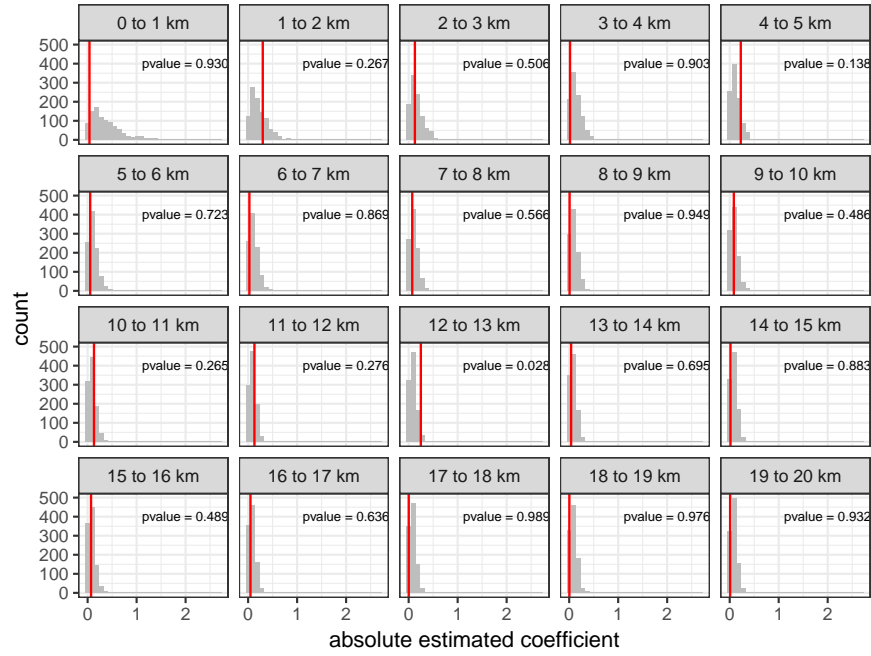 0 to 1 km 1 to 2 km 2 to 3 km 3 to 4 km 4 to 5 km
500 pvalue = 0.930 pvalue = 0.267 pvalue = 0.506 pvalue = 0.903 pvalue = 0.138
400
300
200
100
0
5 to 6 km 6 to 7 km 7 to 8 km 8 to 9 km 9 to 10 km
500 pvalue = 0.723 pvalue = 0.869 pvalue = 0.566 pvalue = 0.949 pvalue = 0.486
400
300
200
100
0
count
10 to 11 km 11 to 12 km 12 to 13 km 13 to 14 km 14 to 15 km
500 pvalue = 0.265 pvalue = 0.276 pvalue = 0.028 pvalue = 0.695 pvalue = 0.883
400
300
200
100
0
15 to 16 km 16 to 17 km 17 to 18 km 18 to 19 km 19 to 20 km
500 pvalue = 0.489 pvalue = 0.636 pvalue = 0.989 pvalue = 0.976 pvalue = 0.932
400
300
200
100
0
0 1 2 0 1 2 0 1 2 0 1 2 0 1 2
absolute estimated coefficient